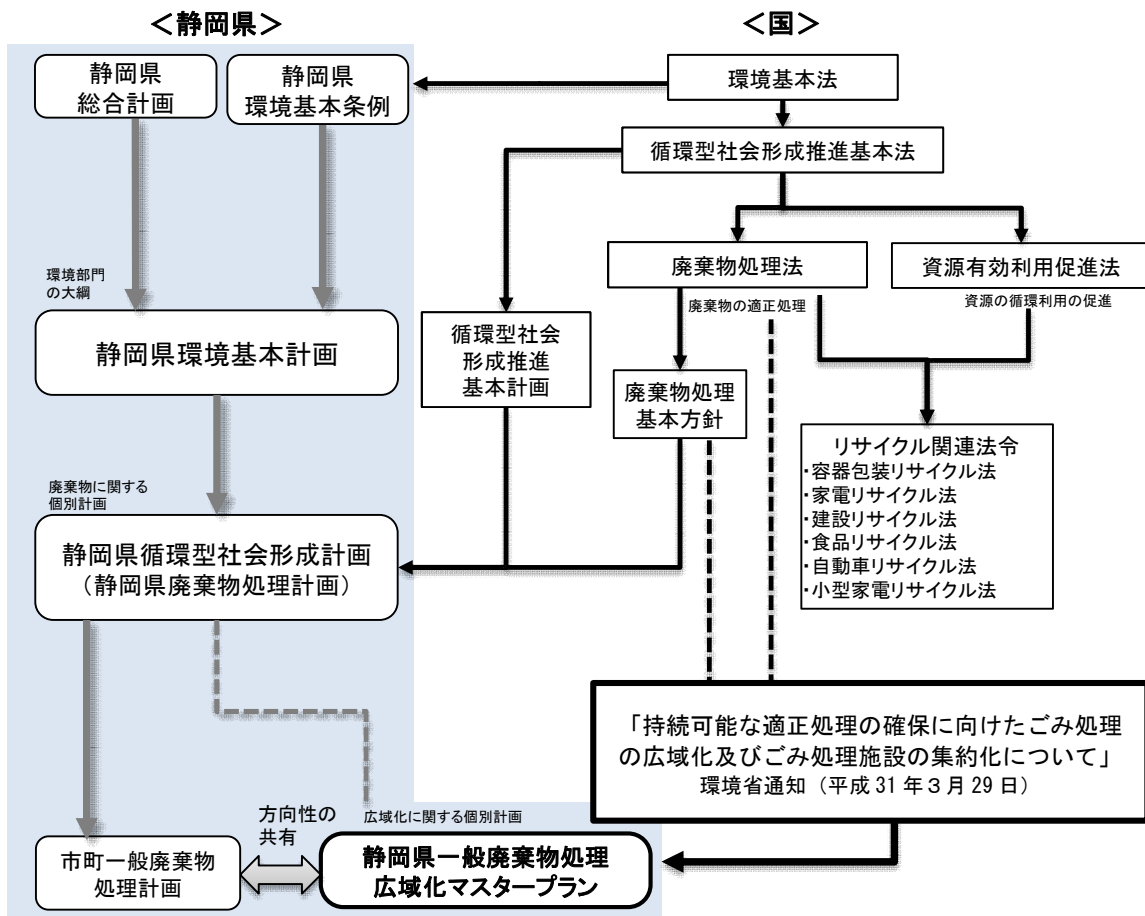 ＜静岡県＞
＜国＞
静岡県
総合計画
静岡県
環境基本条例
環境基本法
循環型社会形成推進基本法
廃棄物処理法
資源有効利用促進法
環境部門
の大綱
廃棄物の適正処理
資源の循環利用の促進
静岡県環境基本計画
循環型社会
形成推進
基本計画
廃棄物処理
基本方針
リサイクル関連法令
・容器包装リサイクル法
・家電リサイクル法
・建設リサイクル法
・食品リサイクル法
・自動車リサイクル法
・小型家電リサイクル法
廃棄物に関する
個別計画
静岡県循環型社会形成計画
（静岡県廃棄物処理計画）
「持続可能な適正処理の確保に向けたごみ処理
の広域化及びごみ処理施設の集約化について」
環境省通知（平成 31 年３月 29 日）
方向性の
共有
広域化に関する個別計画
市町一般廃棄物
処理計画
静岡県一般廃棄物処理
広域化マスタープラン